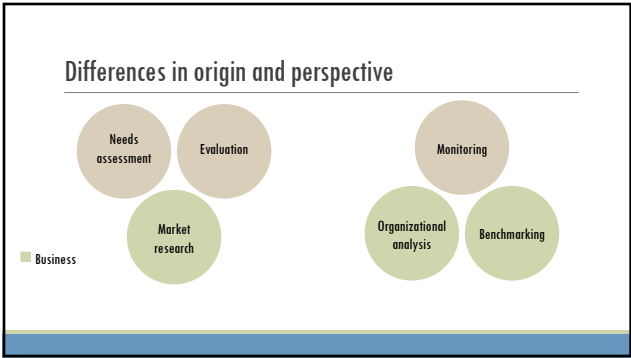 Differences in origin and perspective
Needs
assessment
Evaluation
Market
research
Monitoring
Organizational
analysis
Benchmarking
Business